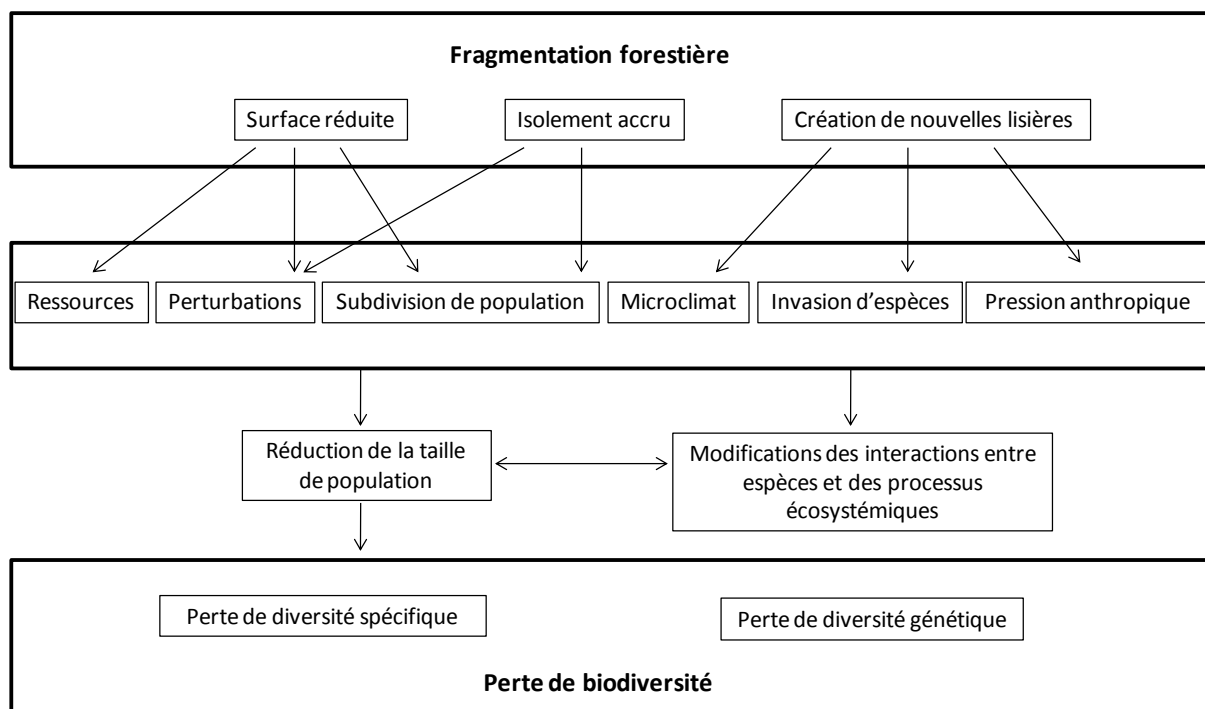 Fragmentation forestière
Surface réduite
Isolement accru
Création de nouvelles lisières
Ressources
Perturbations
Subdivision de population
Microclimat
Invasion d'espèces
Pression anthropique
Réduction de la taille
de population
Modifications des interactions entre
espèces et des processus
écosystémiques
Perte de diversité spécifique
Perte de diversité génétique
Perte de biodiversité